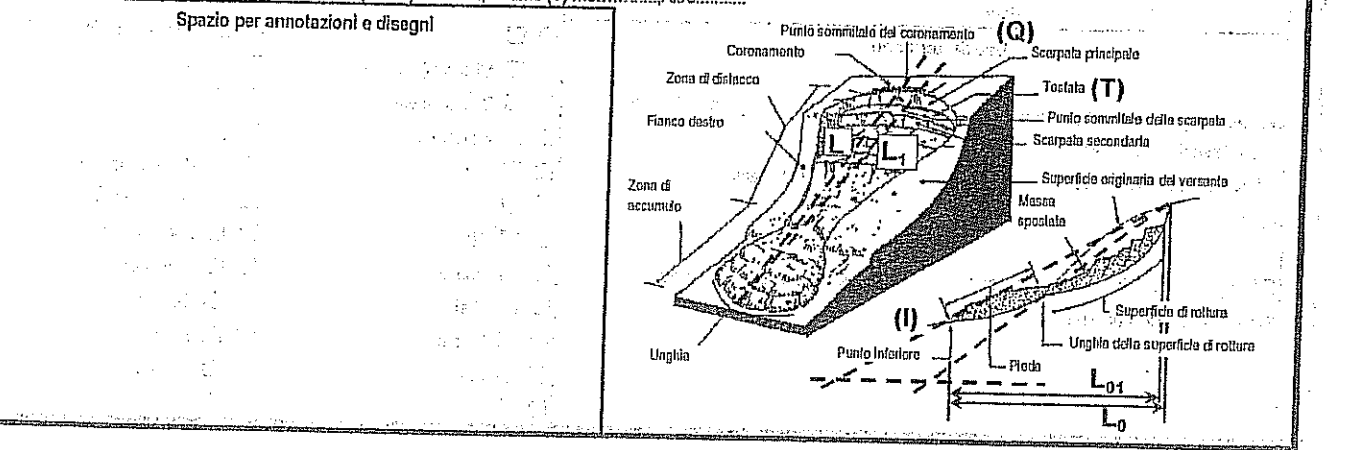 Spazio per annotazioni e disegni
Punto sommitale del coronamento (Q)
Coronamento
Scarpata principale
Zona di distacco
Testata (T)
Fianco destro
Punto sommitale della scarpata
Scarpata secondaria
L
L1
Superficie originaria del versante
Zona di
accumulo
Massa
spostata
(I)
Superficie di rottura
Unghia della superficie di rottura
Unghia
Punto Inferiore
Piede
L01
L0